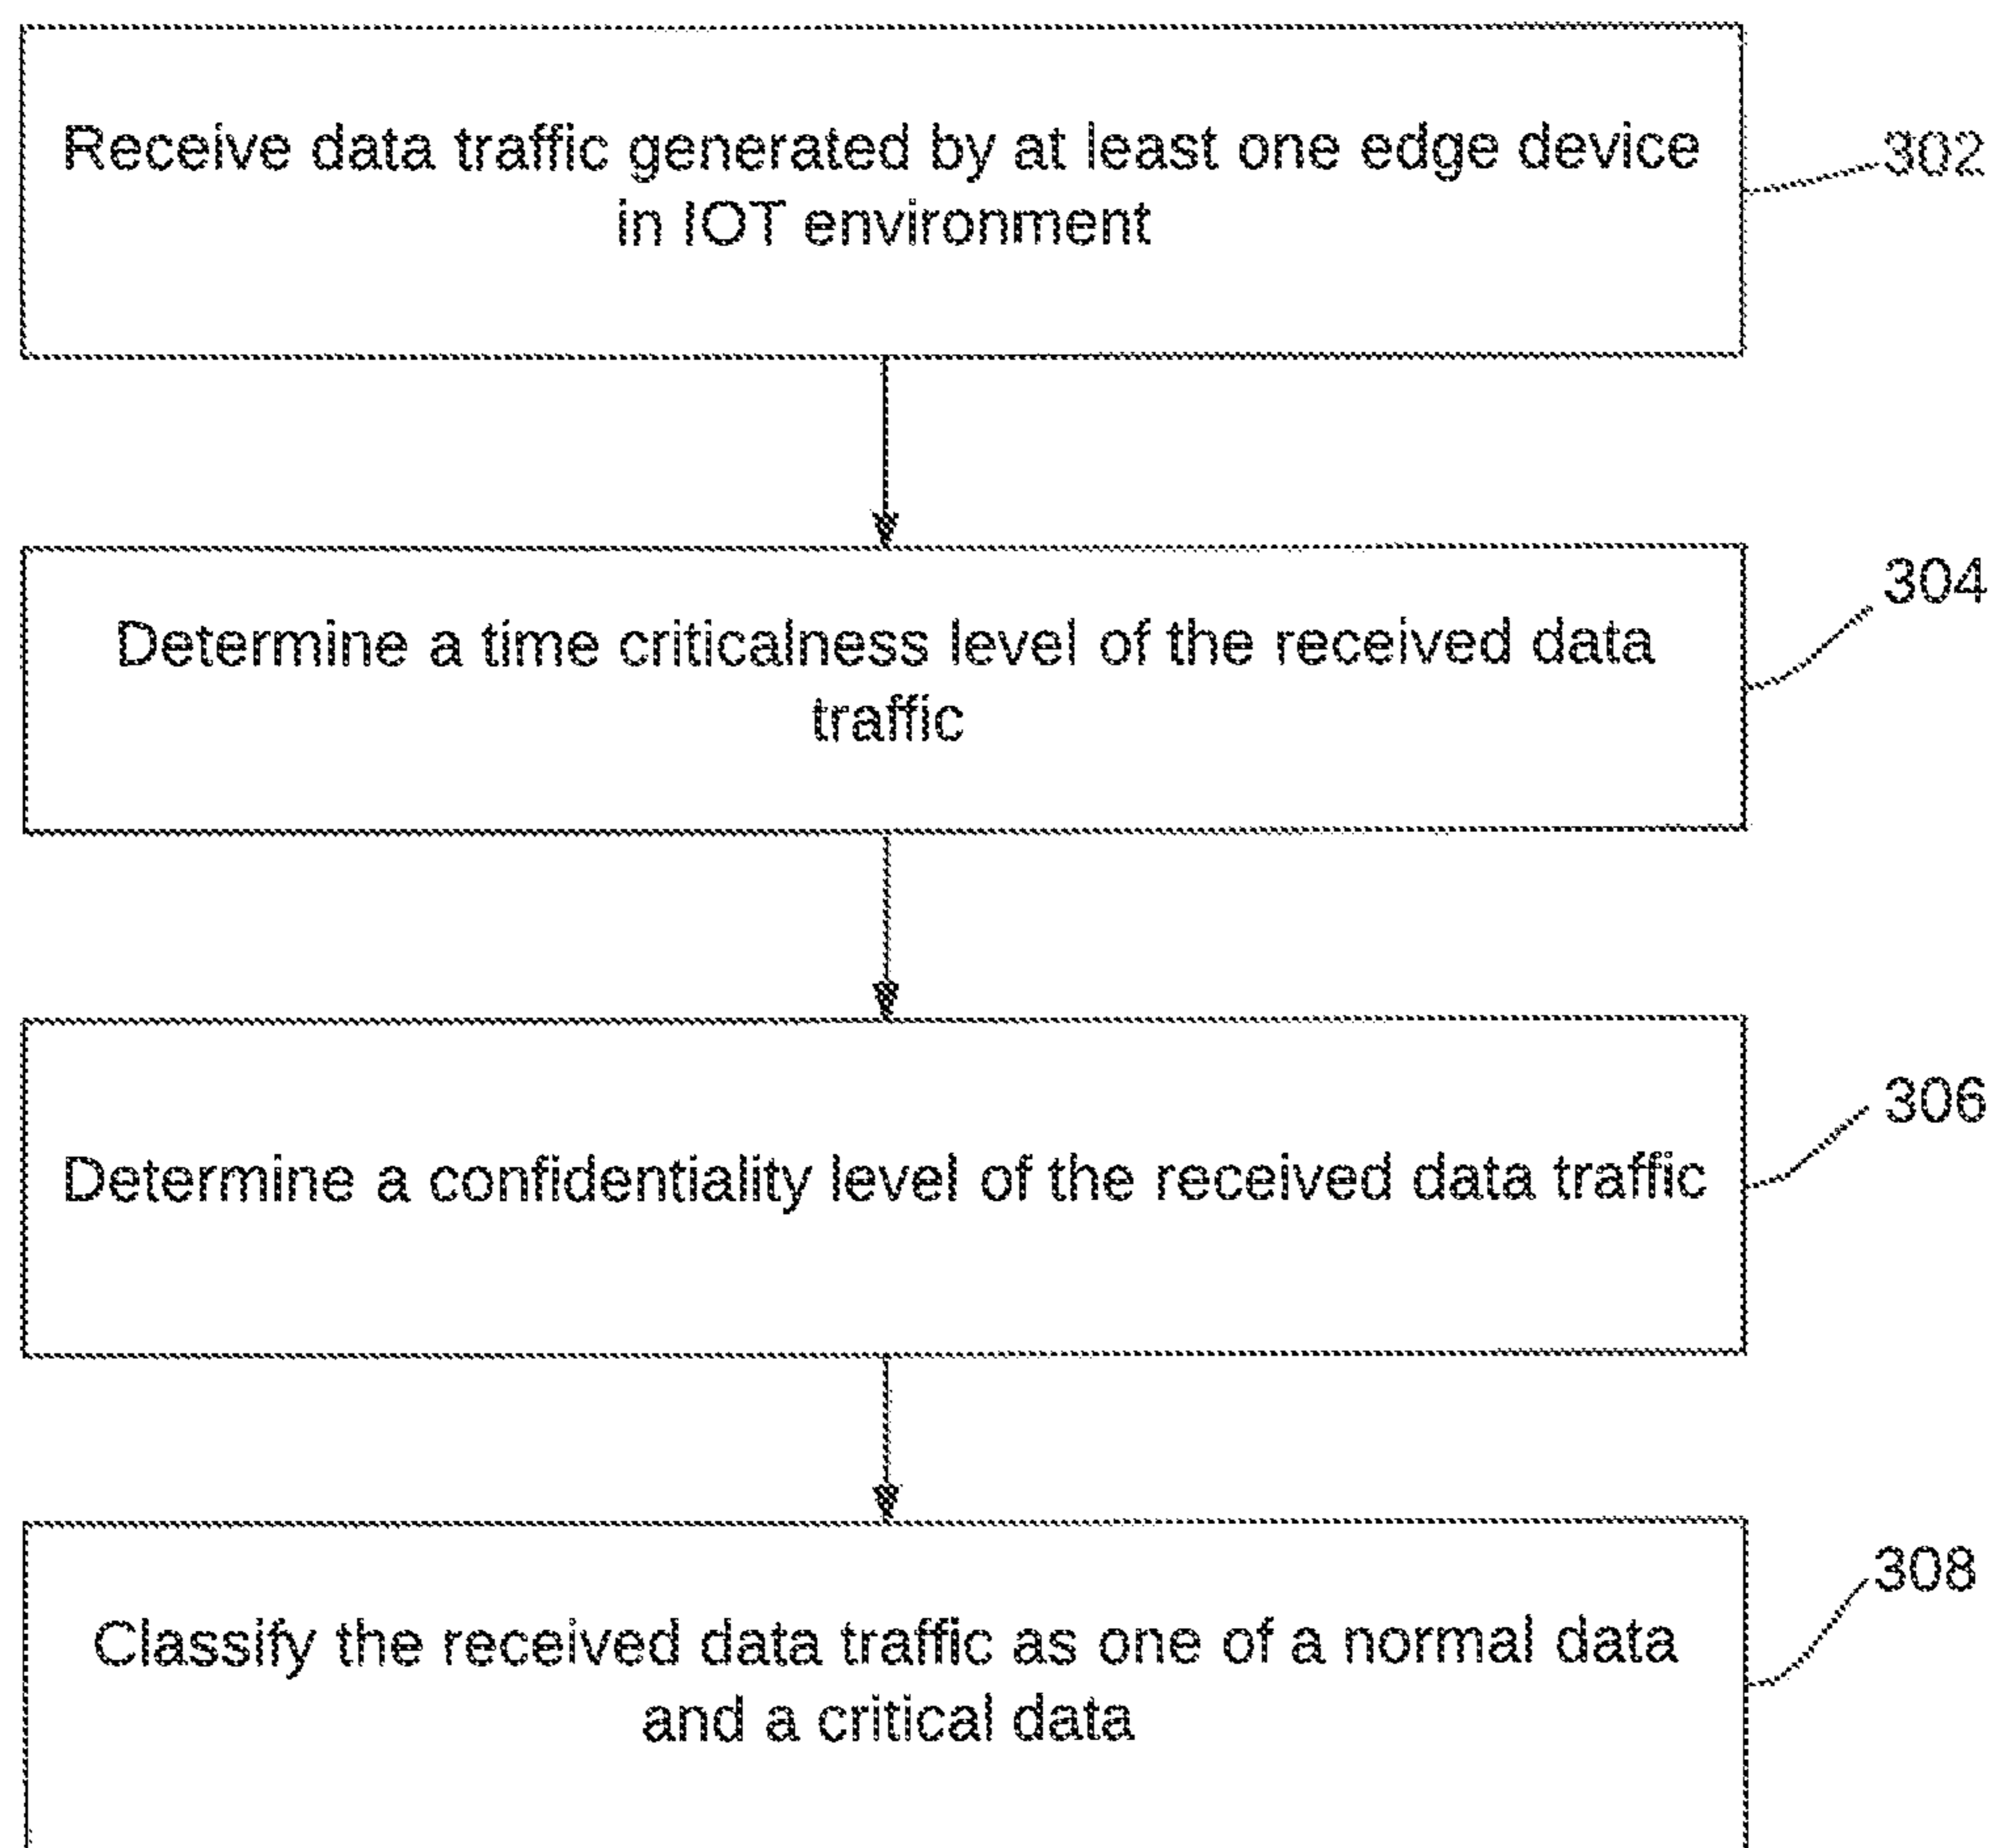 Receive data traffic generated by at least one edge device
in IOT environment
302
Determine a time criticalness level of the received data
traffic
304
Determine a confidentiality level of the received data traffic
306
Classify the received data traffic as one of a normal data
and a critical data
308